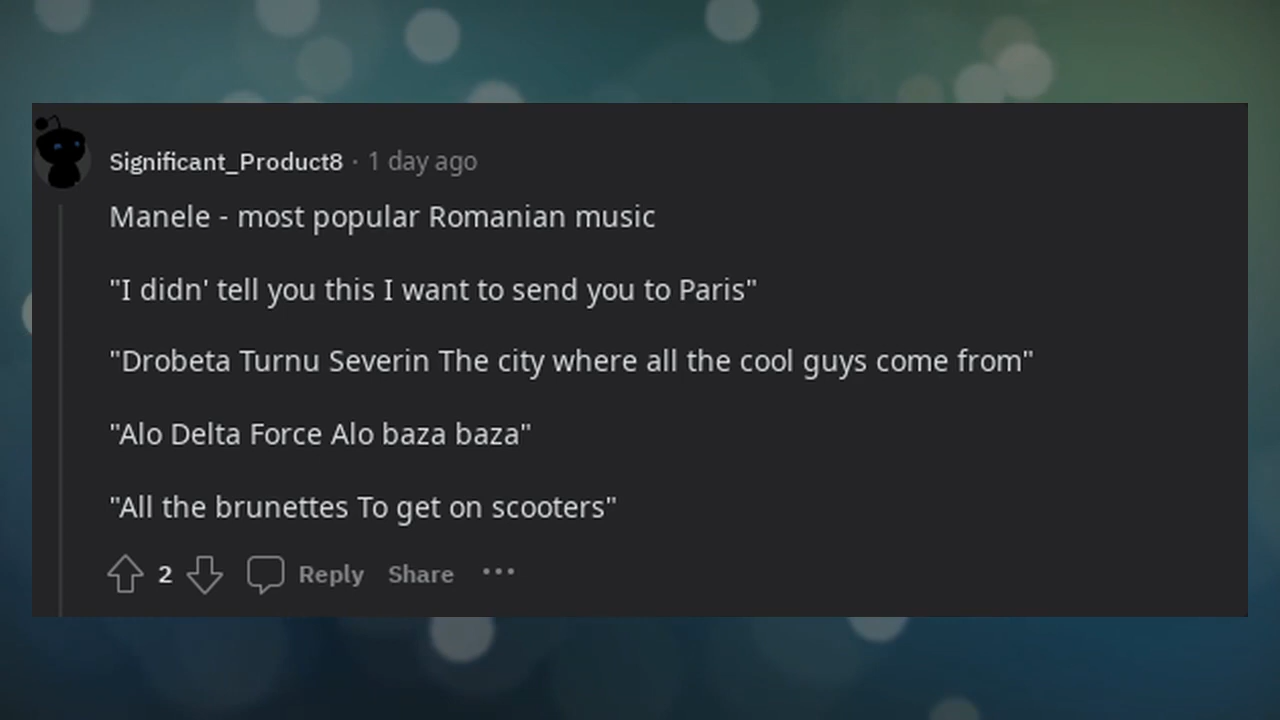 Significant_Product8 · 1 day ago
Manele - most popular Romanian music
"I didn' tell you this I want to send you to Paris"
"Drobeta Turnu Severin The city where all the cool guys come from"
"Alo Delta Force Alo baza baza"
"All the brunettes To get on scooters"
2 Reply Share ···